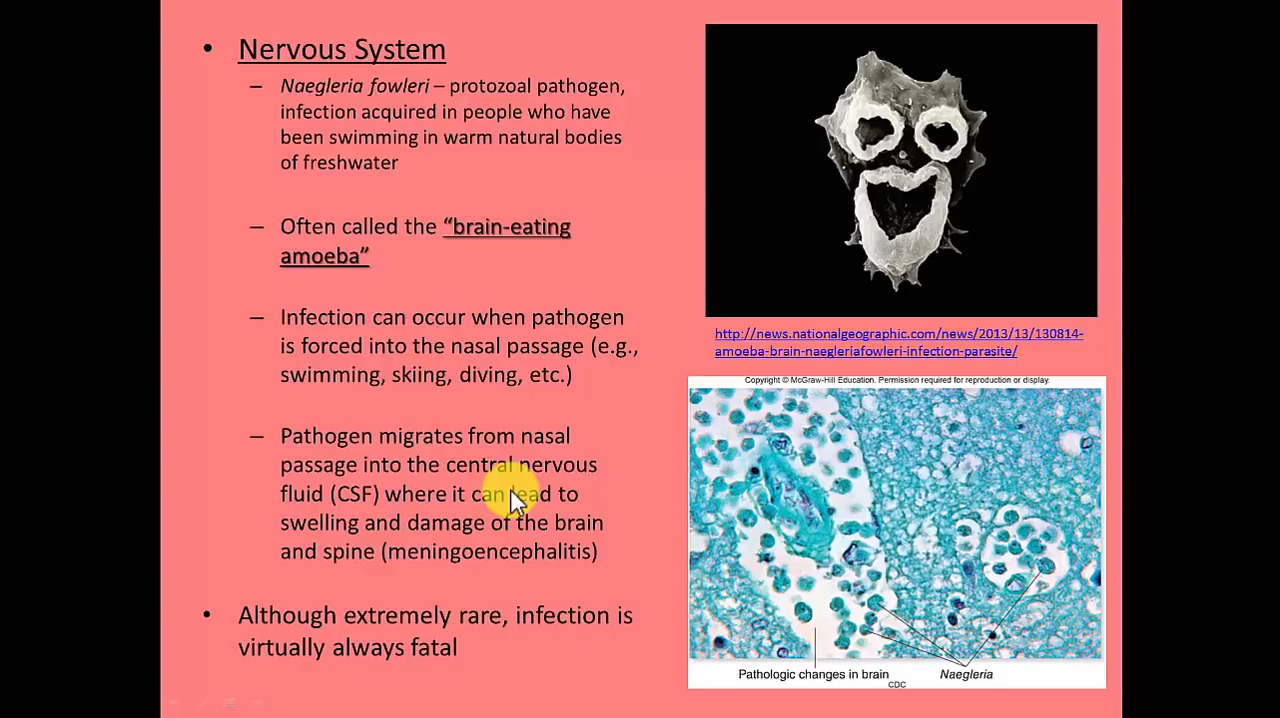 • Nervous System
– Naegleria fowleri – protozoal pathogen,
infection acquired in people who have
been swimming in warm natural bodies
of freshwater
– Often called the “brain-eating
amoeba”
– Infection can occur when pathogen
is forced into the nasal passage (e.g.,
swimming, skiing, diving, etc.)
– Pathogen migrates from nasal
passage into the central nervous
fluid (CSF) where it can lead to
swelling and damage of the brain
and spine (meningoencephalitis)
• Although extremely rare, infection is
virtually always fatal
http://news.nationalgeographic.com/news/2013/13/130814-
amoeba-brain-naegleriafowleri-infection-parasite/
Copyright © McGraw-Hill Education. Permission required for reproduction or display.
Pathologic changes in brain
Naegleria
CDC